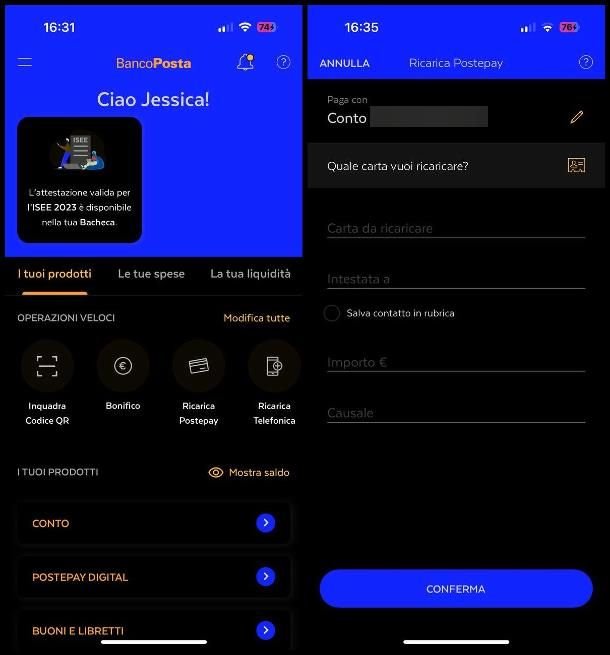 16:31
74
BancoPosta
Ciao Jessica!
ISEE
L'attestazione valida per
l'ISEE 2023 è disponibile
nella tua Bacheca.
I tuoi prodotti
Le tue spese
La tua liquidità
OPERAZIONI VELOCI
Modifica tutte
Inquadra
Codice QR
Bonifico
Ricarica
Postepay
Ricarica
Telefonica
I TUOI PRODOTTI
Mostra saldo
CONTO
POSTEPAY DIGITAL
BUONI E LIBRETTI
16:35
76
ANNULLA
Ricarica Postepay
Paga con
Conto
Quale carta vuoi ricaricare?
Carta da ricaricare
Intestata a
Salva contatto in rubrica
Importo €
Causale
CONFERMA